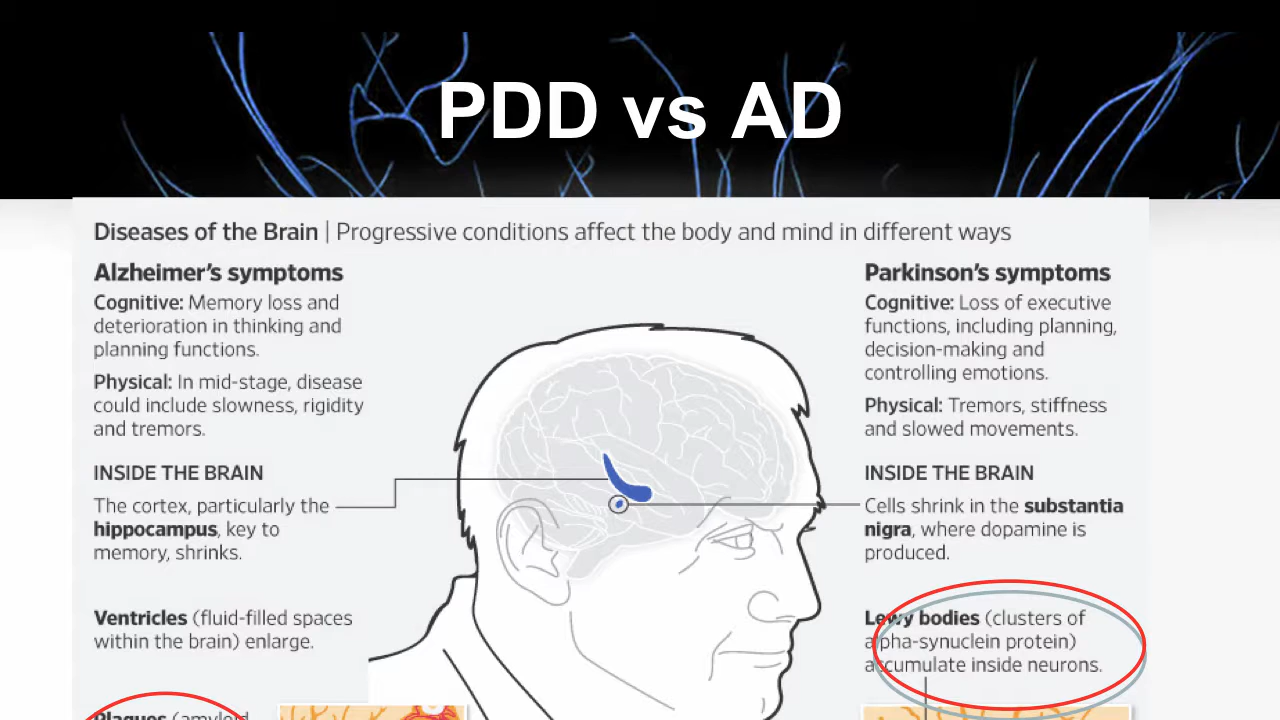 PDD vs AD
Diseases of the Brain | Progressive conditions affect the body and mind in different ways
Alzheimer's symptoms
Cognitive: Memory loss and
deterioration in thinking and
planning functions.
Physical: In mid-stage, disease
could include slowness, rigidity
and tremors.
INSIDE THE BRAIN
The cortex, particularly the
hippocampus, key to
memory, shrinks.
Ventricles (fluid-filled spaces
within the brain) enlarge.
Plaques (amyloid
Parkinson's symptoms
Cognitive: Loss of executive
functions, including planning,
decision-making and
controlling emotions.
Physical: Tremors, stiffness
and slowed movements.
INSIDE THE BRAIN
Cells shrink in the substantia
nigra, where dopamine is
produced.
Lewy bodies (clusters of
alpha-synuclein protein)
accumulate inside neurons.